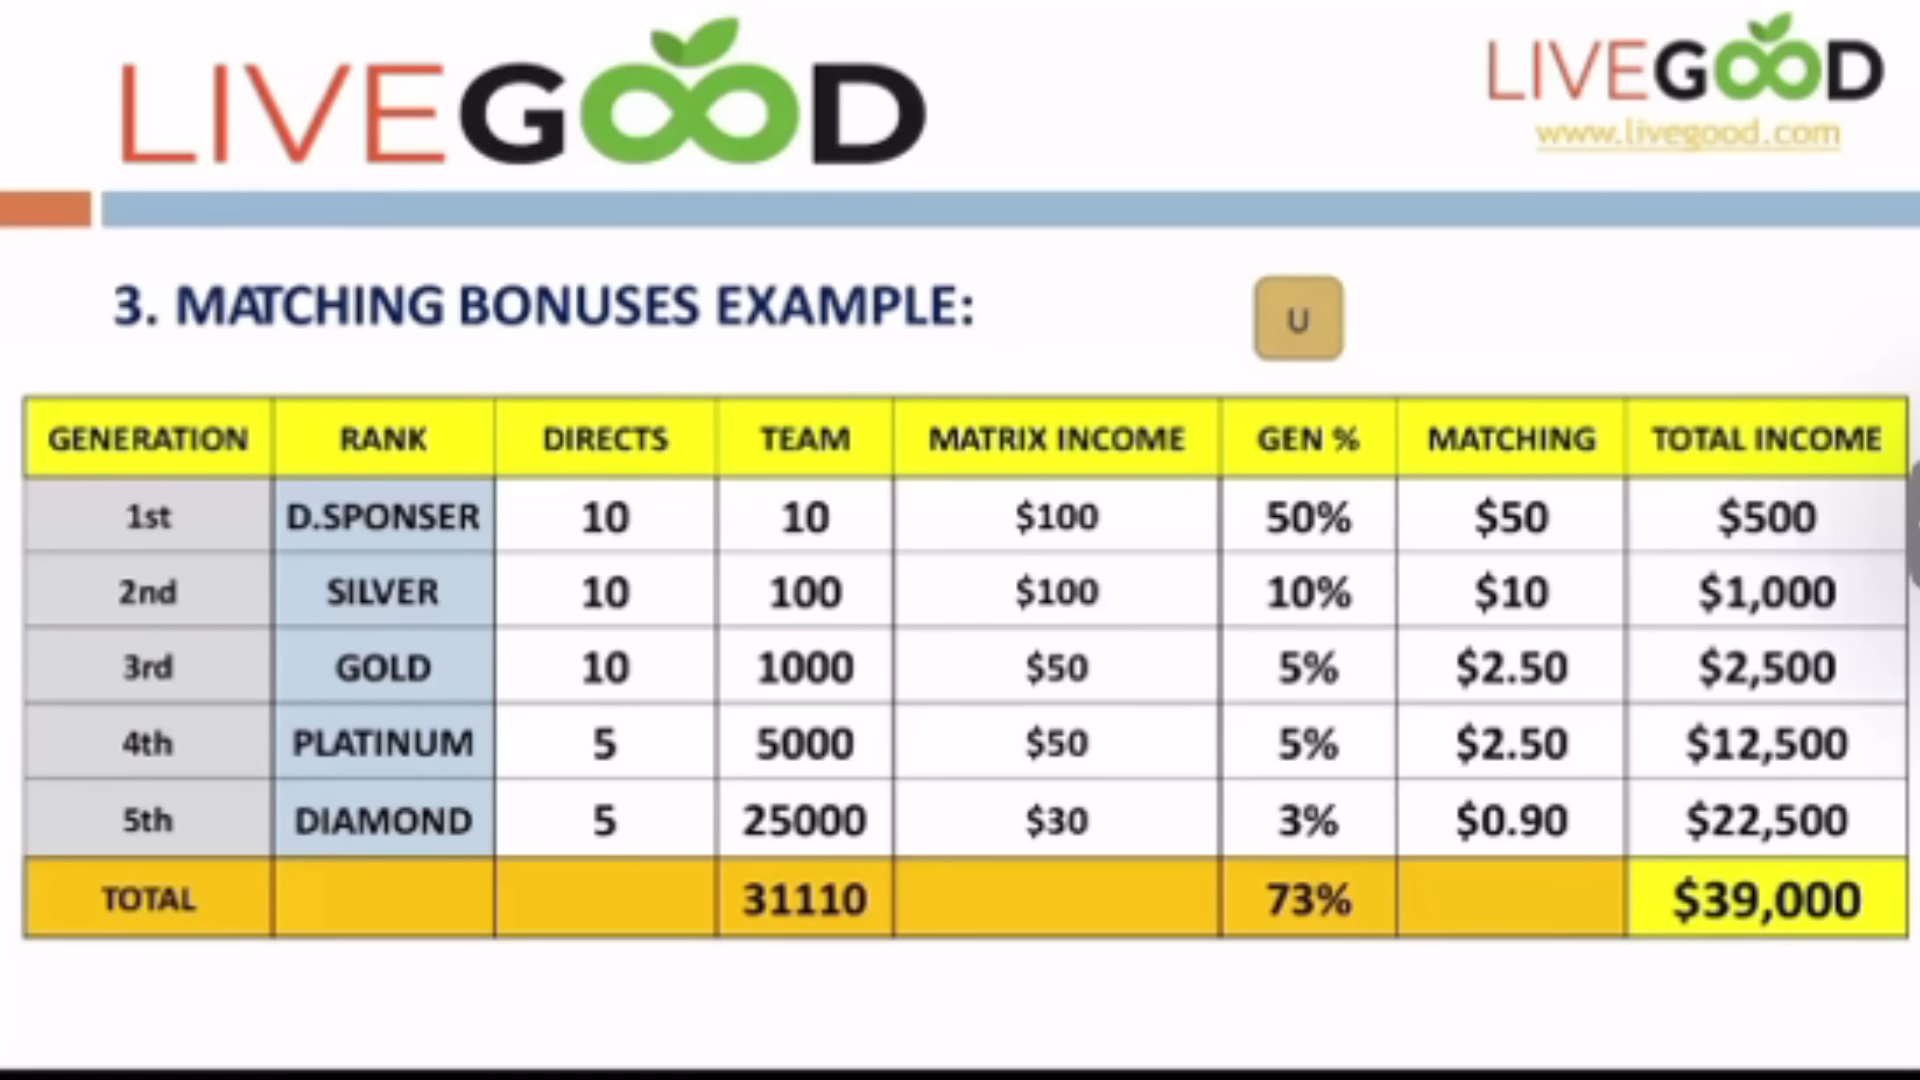 LIVEGOOD
LIVEGOOD
www.livegood.com
3. MATCHING BONUSES EXAMPLE:
U
GENERATION RANK DIRECTS TEAM MATRIX INCOME GEN % MATCHING TOTAL INCOME
1st D.SPONSER 10 10 $100 50% $50 $500
2nd SILVER 10 100 $100 10% $10 $1,000
3rd GOLD 10 1000 $50 5% $2.50 $2,500
4th PLATINUM 5 5000 $50 5% $2.50 $12,500
5th DIAMOND 5 25000 $30 3% $0.90 $22,500
TOTAL 31110 73% $39,000